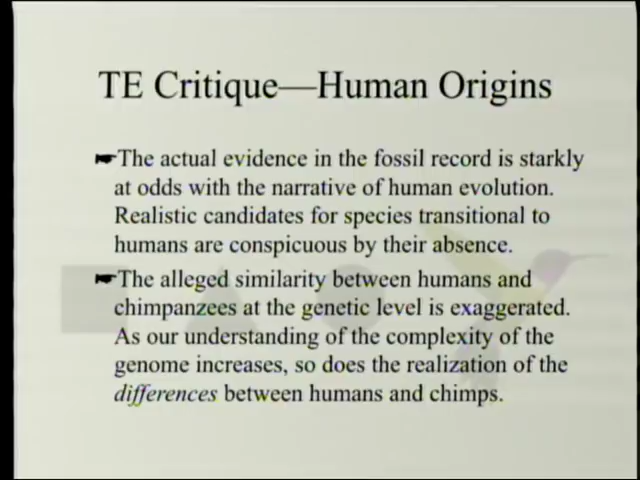 TE Critique—Human Origins
The actual evidence in the fossil record is starkly
at odds with the narrative of human evolution.
Realistic candidates for species transitional to
humans are conspicuous by their absence.
The alleged similarity between humans and
chimpanzees at the genetic level is exaggerated.
As our understanding of the complexity of the
genome increases, so does the realization of the
differences between humans and chimps.